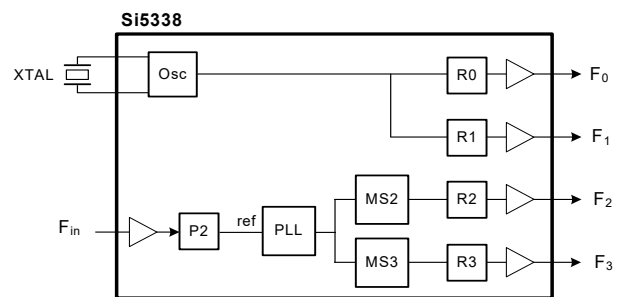 Si5338
XTAL
Osc
R0
F0
R1
F1
MS2
R2
F2
Fin
P2
ref
PLL
MS3
R3
F3